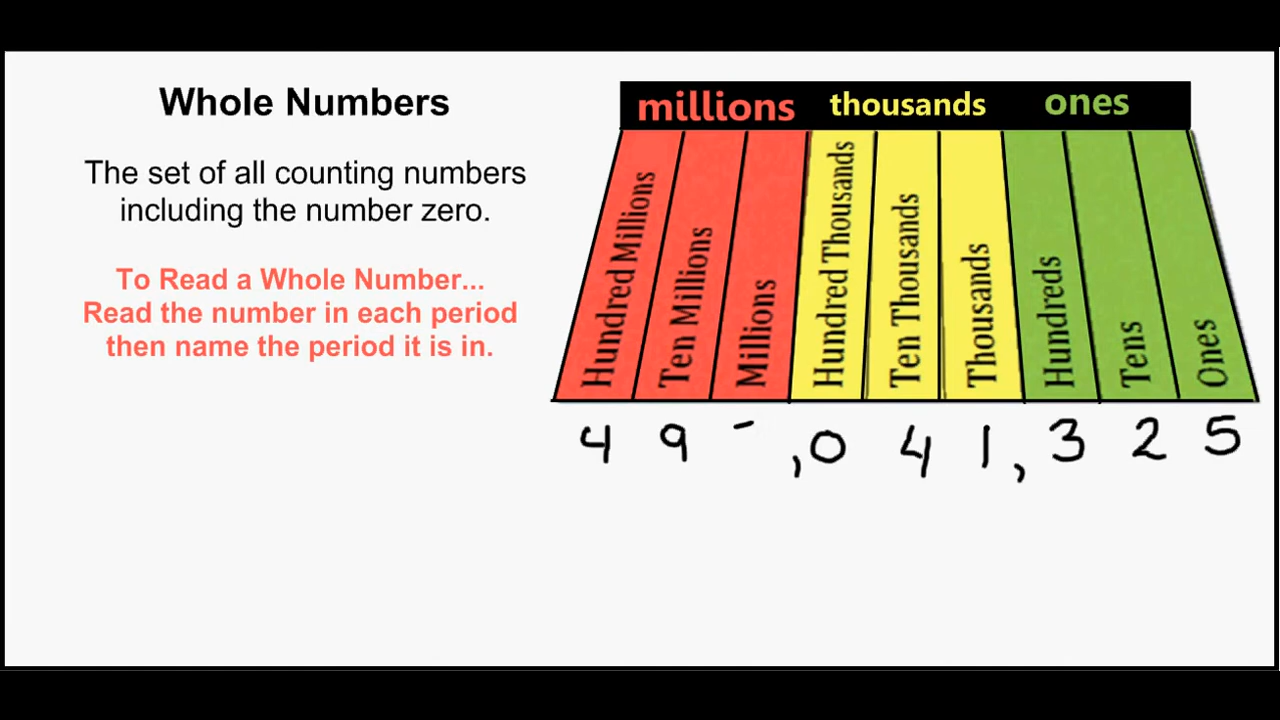 Whole Numbers
The set of all counting numbers
including the number zero.
To Read a Whole Number...
Read the number in each period
then name the period it is in.
millions thousands ones
Hundred Millions
Ten Millions
Millions
Hundred Thousands
Ten Thousands
Thousands
Hundreds
Tens
Ones
4 9 ,0 4 1, 3 2 5